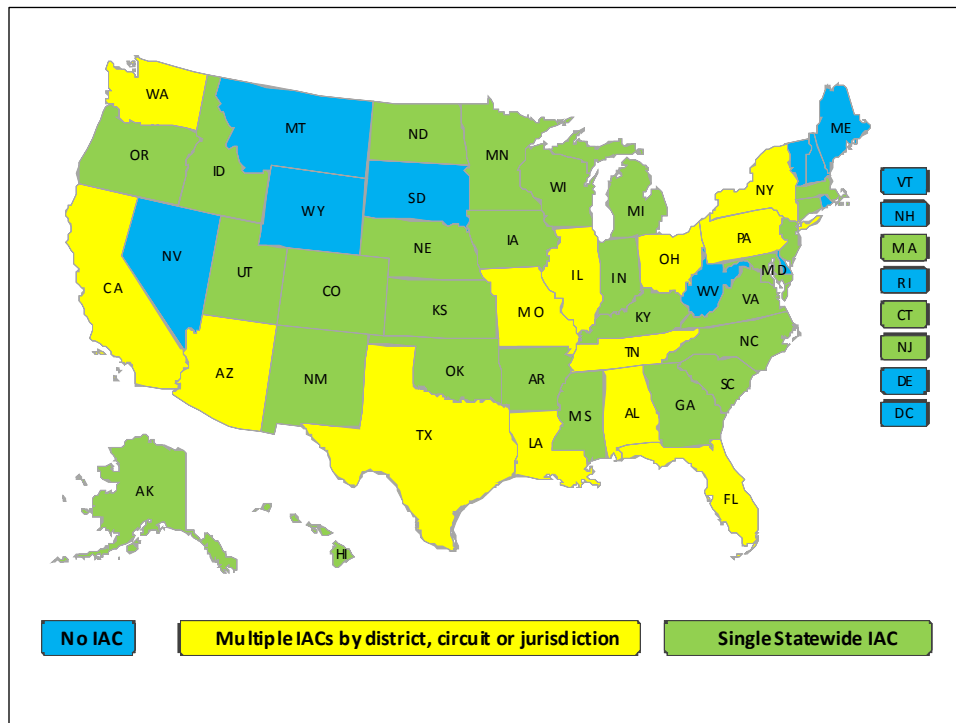 WA
MT
ME
ND
OR
MN
ID
VT
WI
NY
SD
WY
MI
NH
IA
PA
NE
MA
NV
OH
IL
IN
MD
UT
RI
CA
CO
WV
VA
KS
MO
KY
CT
NC
TN
NJ
AZ
OK
AR
NM
SC
DE
MS
AL
GA
DC
TX
LA
AK
FL
HI
No IAC
Multiple IACs by district, circuit or jurisdiction
Single Statewide IAC